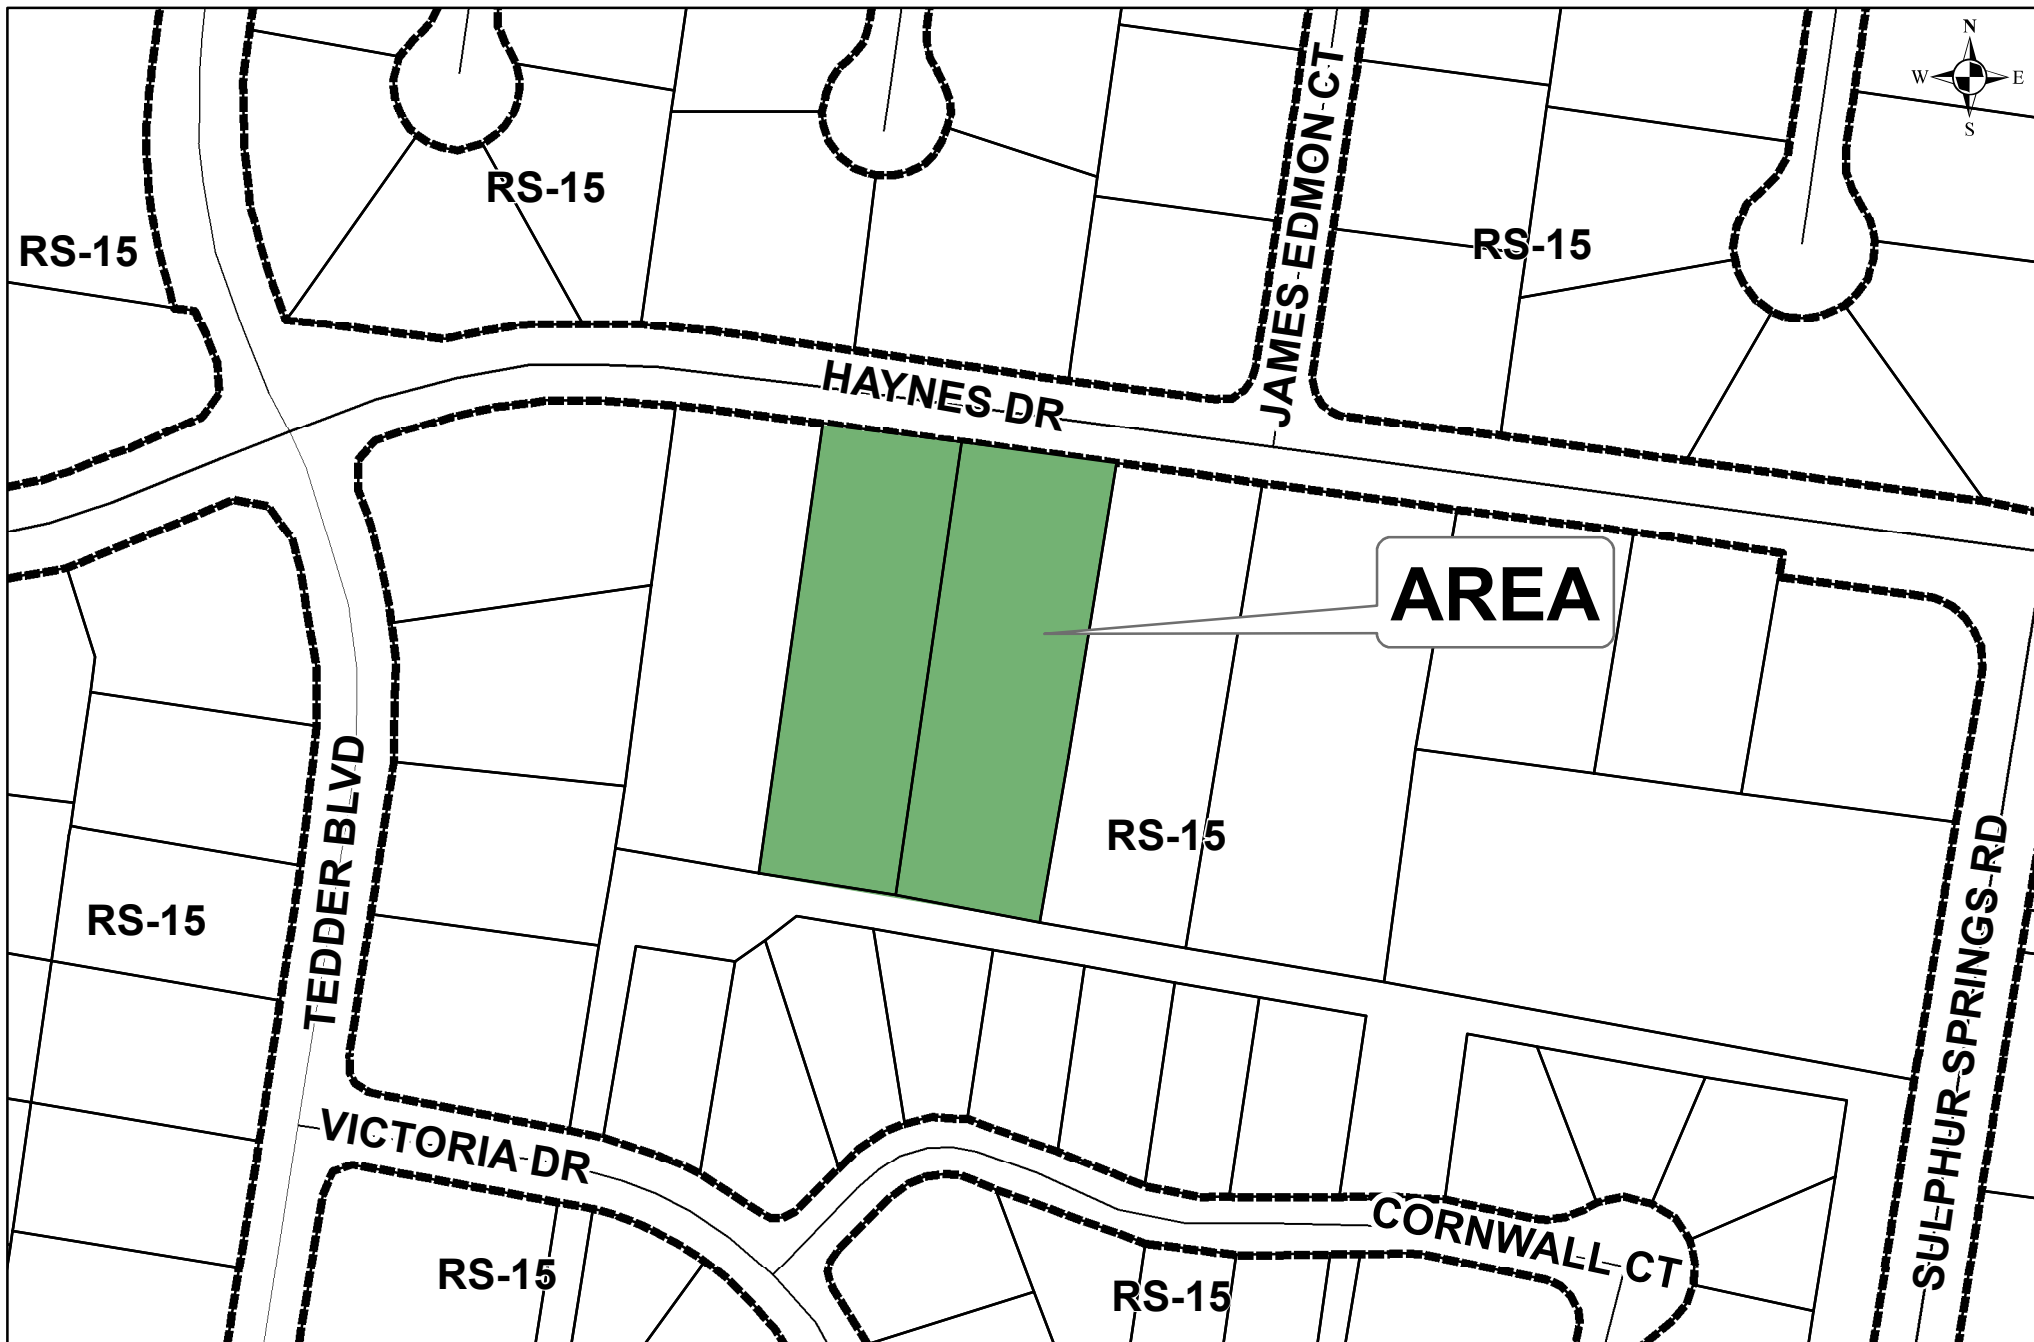 N
W E
S
RS-15
RS-15
RS-15
JAMES EDMON CT
HAYNES DR
AREA
RS-15
RS-15
TEDDER BLVD
SULPHUR SPRINGS RD
VICTORIA DR
CORNWALL CT
RS-15
RS-15